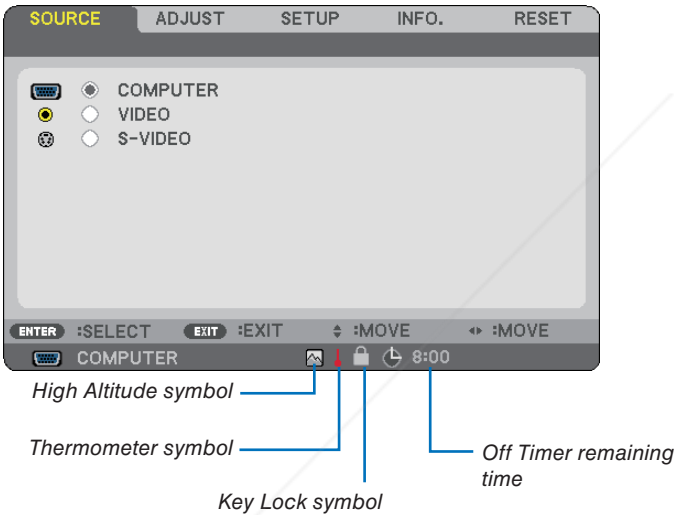 SOURCE ADJUST SETUP INFO. RESET
COMPUTER
VIDEO
S-VIDEO
ENTER :SELECT EXIT :EXIT :MOVE :MOVE
COMPUTER 8:00
High Altitude symbol
Thermometer symbol
Off Timer remaining
time
Key Lock symbol